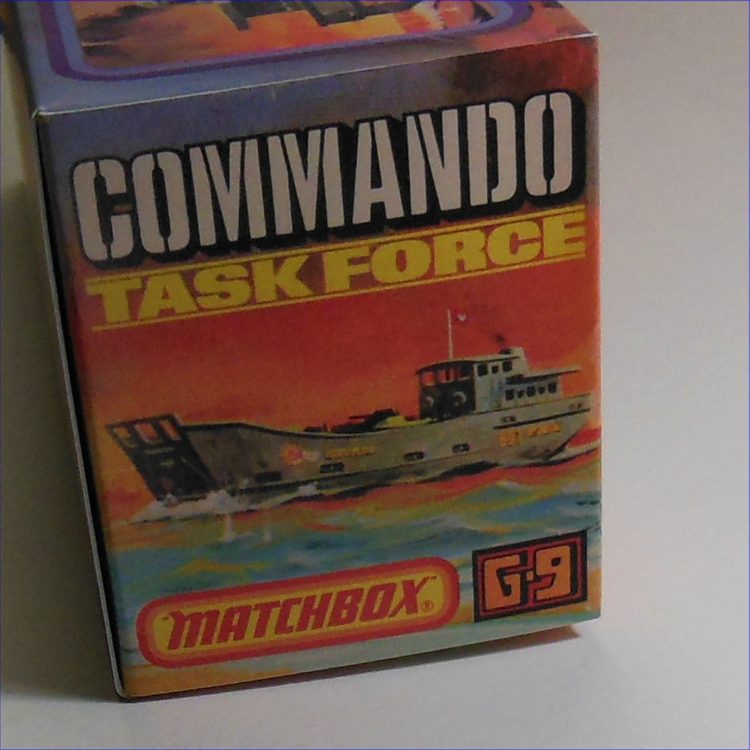 COMMANDO
TASK FORCE
"MATCHBOX"®
G-9